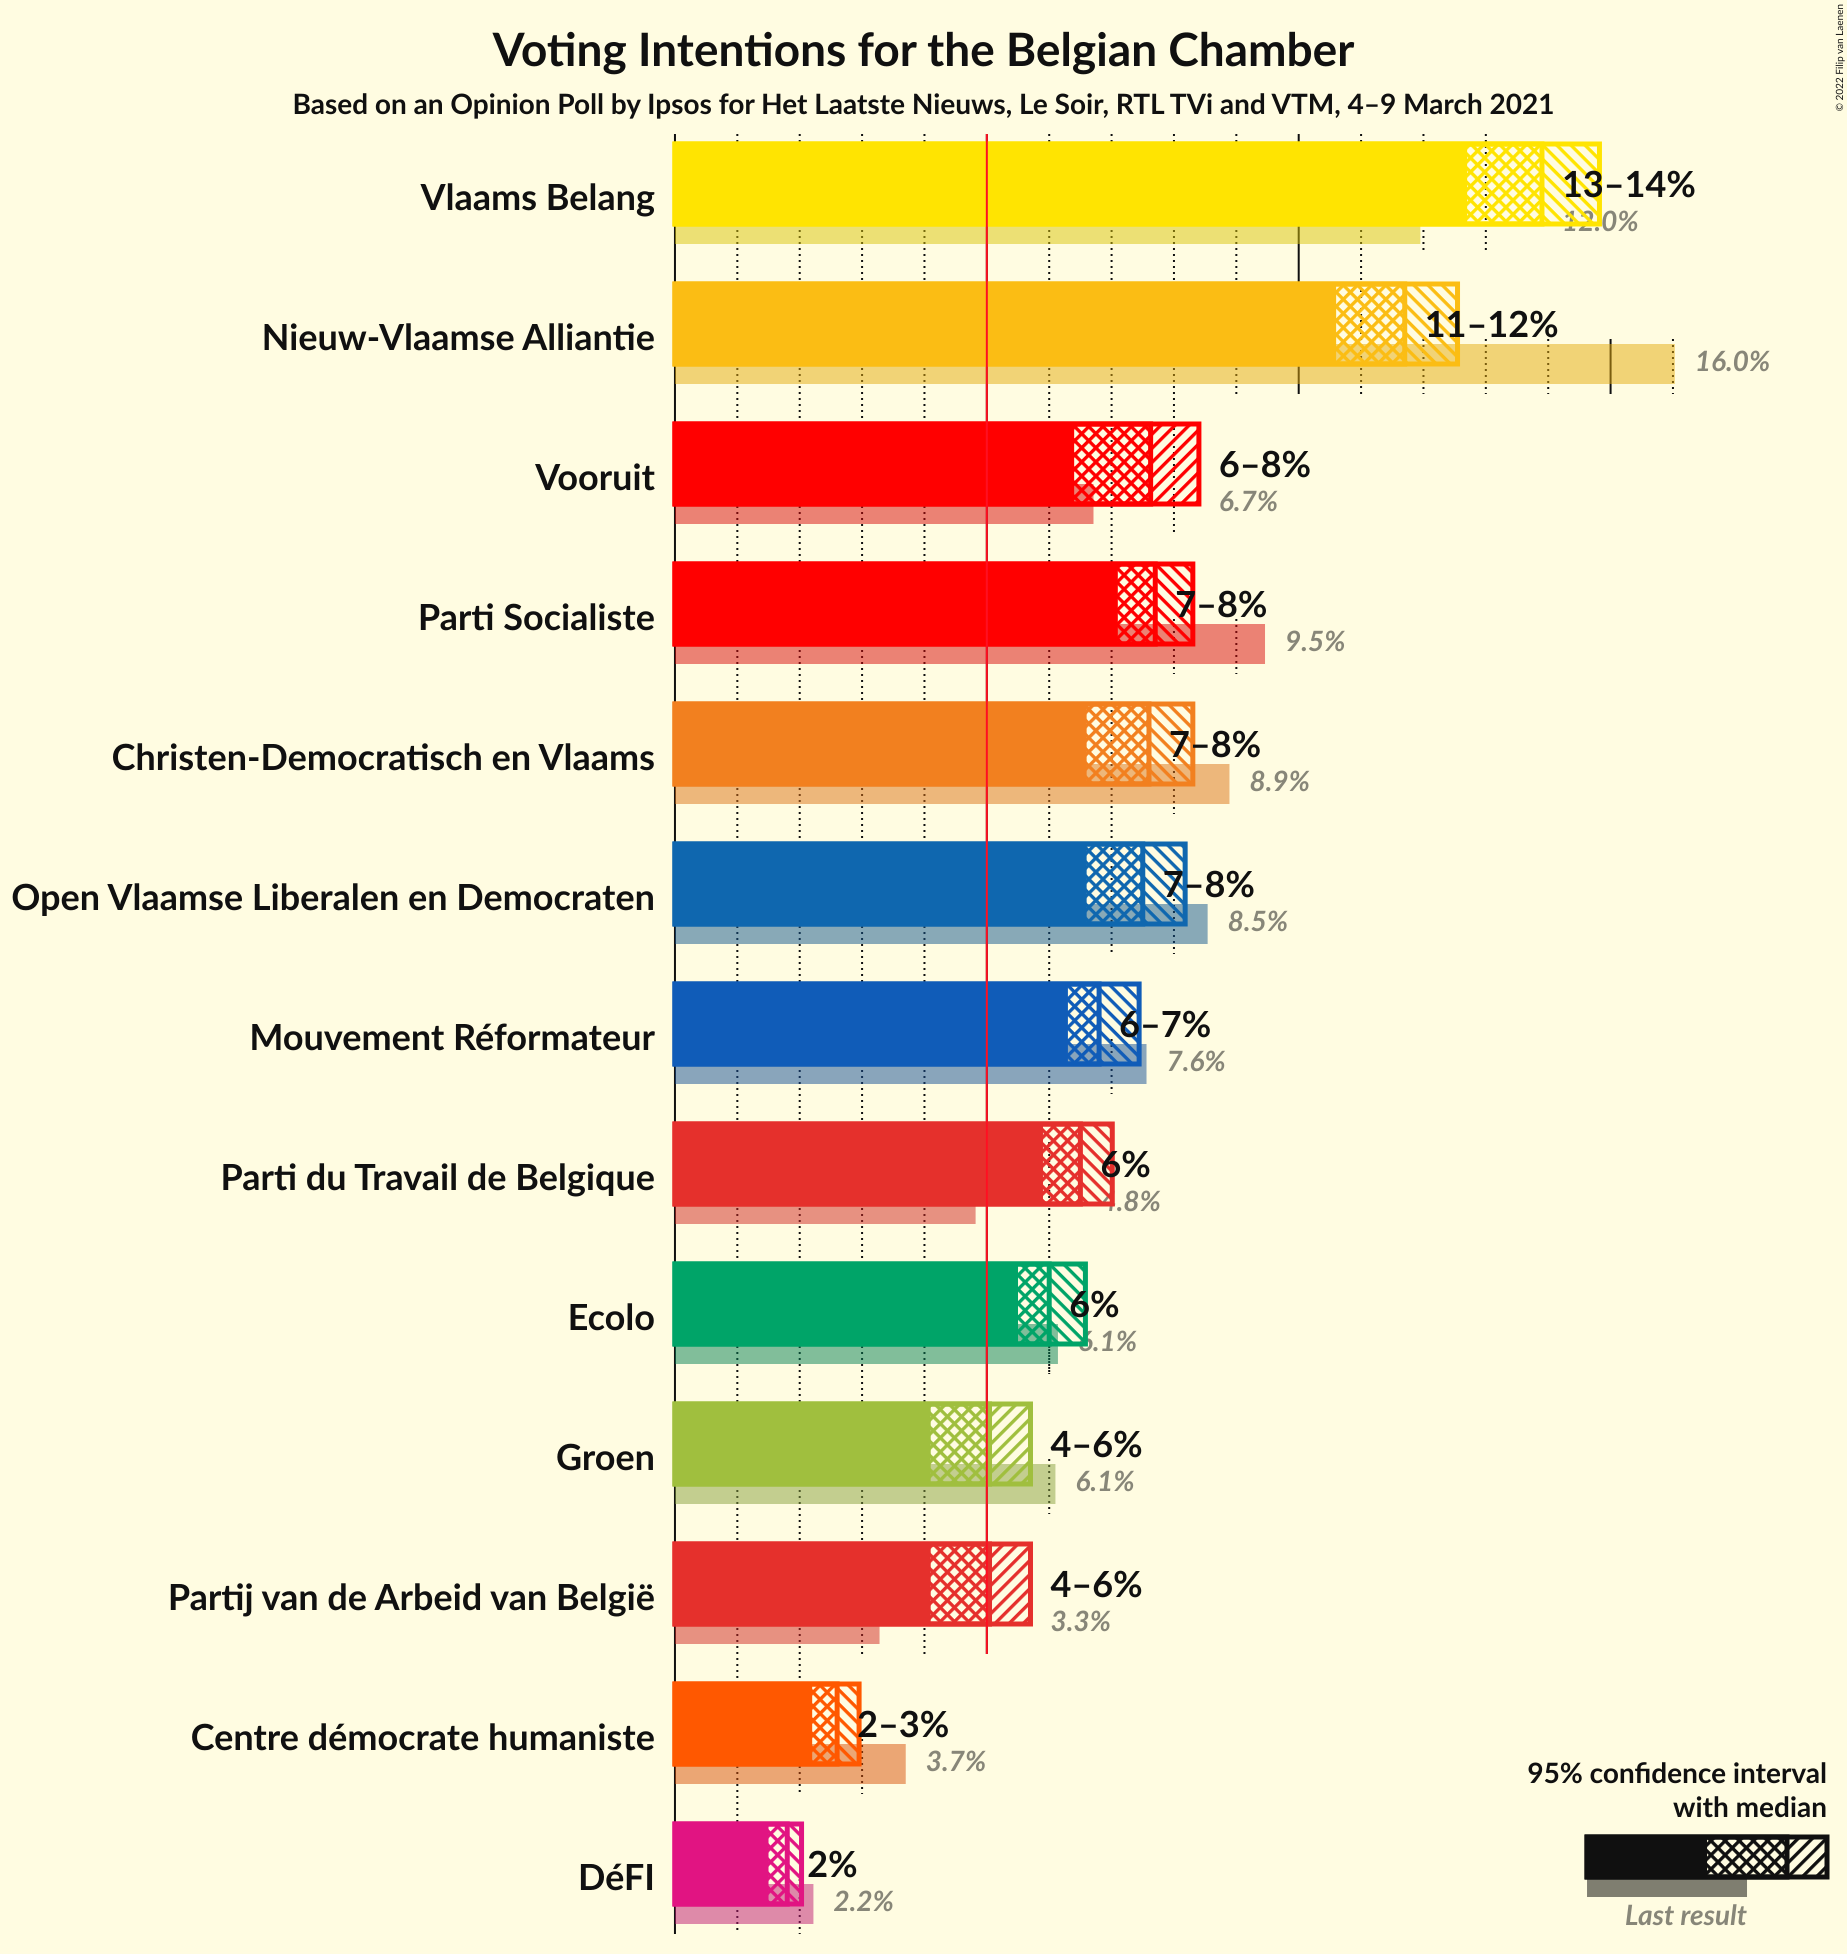 © 2022 Filip van Laenen
Voting Intentions for the Belgian Chamber
Based on an Opinion Poll by Ipsos for Het Laatste Nieuws, Le Soir, RTL TVi and VTM, 4–9 March 2021
Vlaams Belang
13–14%
12.0%
Nieuw-Vlaamse Alliantie
11–12%
16.0%
Vooruit
6–8%
6.7%
Parti Socialiste
7–8%
9.5%
Christen-Democratisch en Vlaams
7–8%
8.9%
Open Vlaamse Liberalen en Democraten
7–8%
8.5%
Mouvement Réformateur
6–7%
7.6%
Parti du Travail de Belgique
6%
4.8%
Ecolo
6%
6.1%
Groen
4–6%
6.1%
Partij van de Arbeid van België
4–6%
3.3%
Centre démocrate humaniste
2–3%
3.7%
DéFI
2%
2.2%
95% confidence interval
with median
Last result